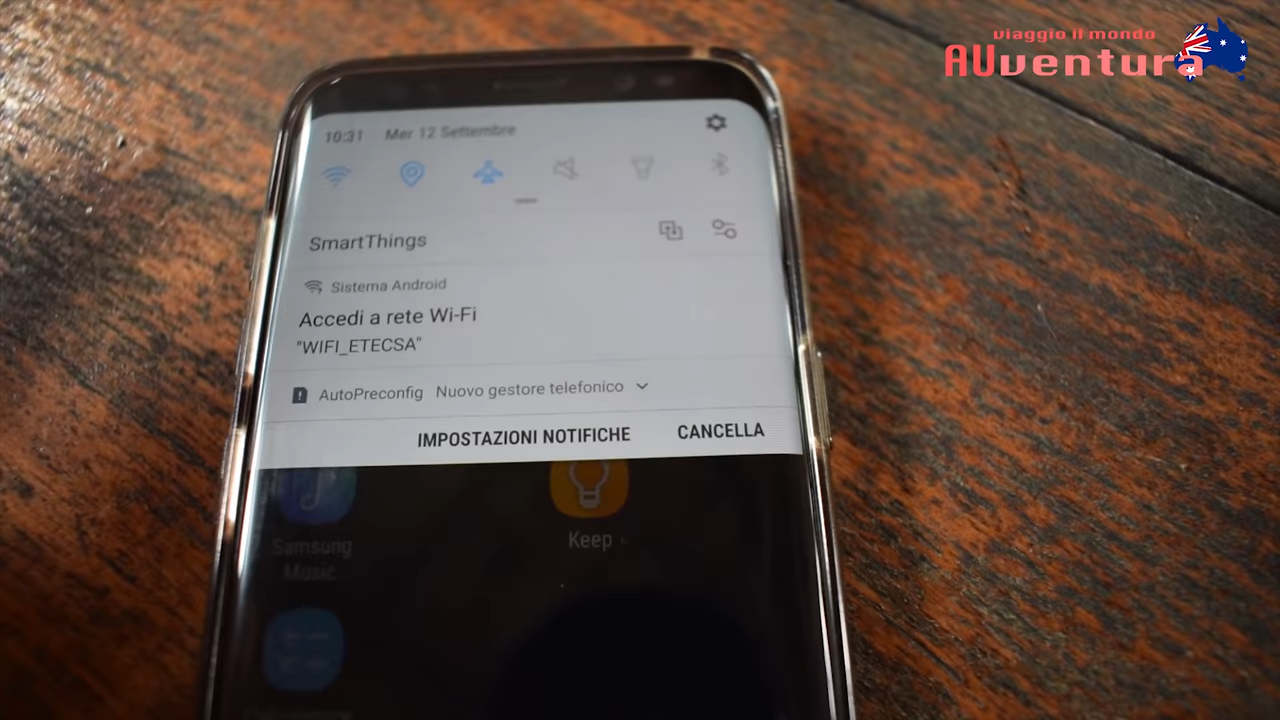 viaggio il mondo
AUventura
10:31 Mer 12 Settembre
SmartThings
Sistema Android
Accedi a rete Wi-Fi
"WIFI_ETECSA"
AutoPreconfig Nuovo gestore telefonico
IMPOSTAZIONI NOTIFICHE CANCELLA
Samsung
Music
Keep